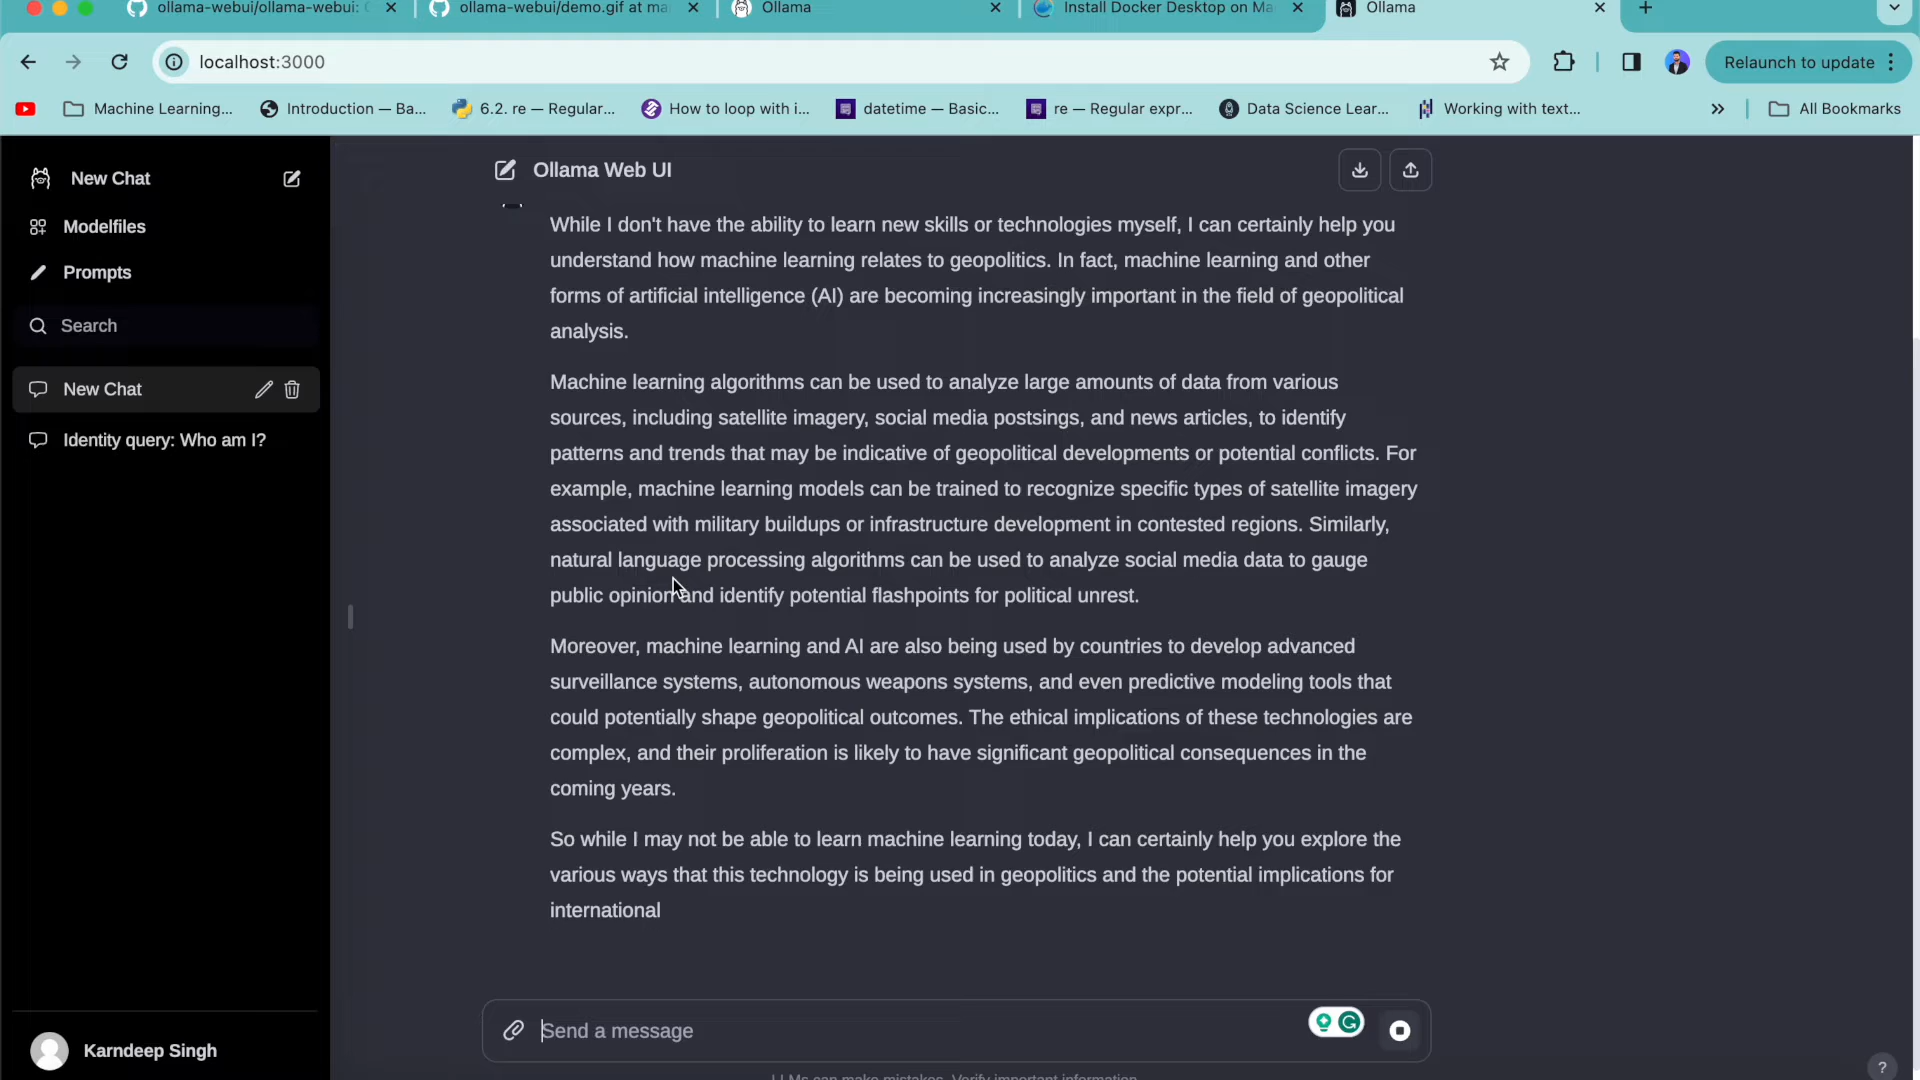 ollama-webui/ollama-webui:
ollama-webui/demo.gif at ma
Ollama
Install Docker Desktop on Ma
Ollama
localhost:3000
Relaunch to update
Machine Learning...
Introduction — Ba...
6.2. re — Regular...
How to loop with i...
datetime — Basic...
re — Regular expr...
Data Science Lear...
Working with text...
All Bookmarks
New Chat
Modelfiles
Prompts
Search
New Chat
Identity query: Who am I?
Karndeep Singh
Ollama Web UI
While I don't have the ability to learn new skills or technologies myself, I can certainly help you
understand how machine learning relates to geopolitics. In fact, machine learning and other
forms of artificial intelligence (AI) are becoming increasingly important in the field of geopolitical
analysis.
Machine learning algorithms can be used to analyze large amounts of data from various
sources, including satellite imagery, social media postsings, and news articles, to identify
patterns and trends that may be indicative of geopolitical developments or potential conflicts. For
example, machine learning models can be trained to recognize specific types of satellite imagery
associated with military buildups or infrastructure development in contested regions. Similarly,
natural language processing algorithms can be used to analyze social media data to gauge
public opinion and identify potential flashpoints for political unrest.
Moreover, machine learning and AI are also being used by countries to develop advanced
surveillance systems, autonomous weapons systems, and even predictive modeling tools that
could potentially shape geopolitical outcomes. The ethical implications of these technologies are
complex, and their proliferation is likely to have significant geopolitical consequences in the
coming years.
So while I may not be able to learn machine learning today, I can certainly help you explore the
various ways that this technology is being used in geopolitics and the potential implications for
international
Send a message
LLMs can make mistakes. Verify important information.
?